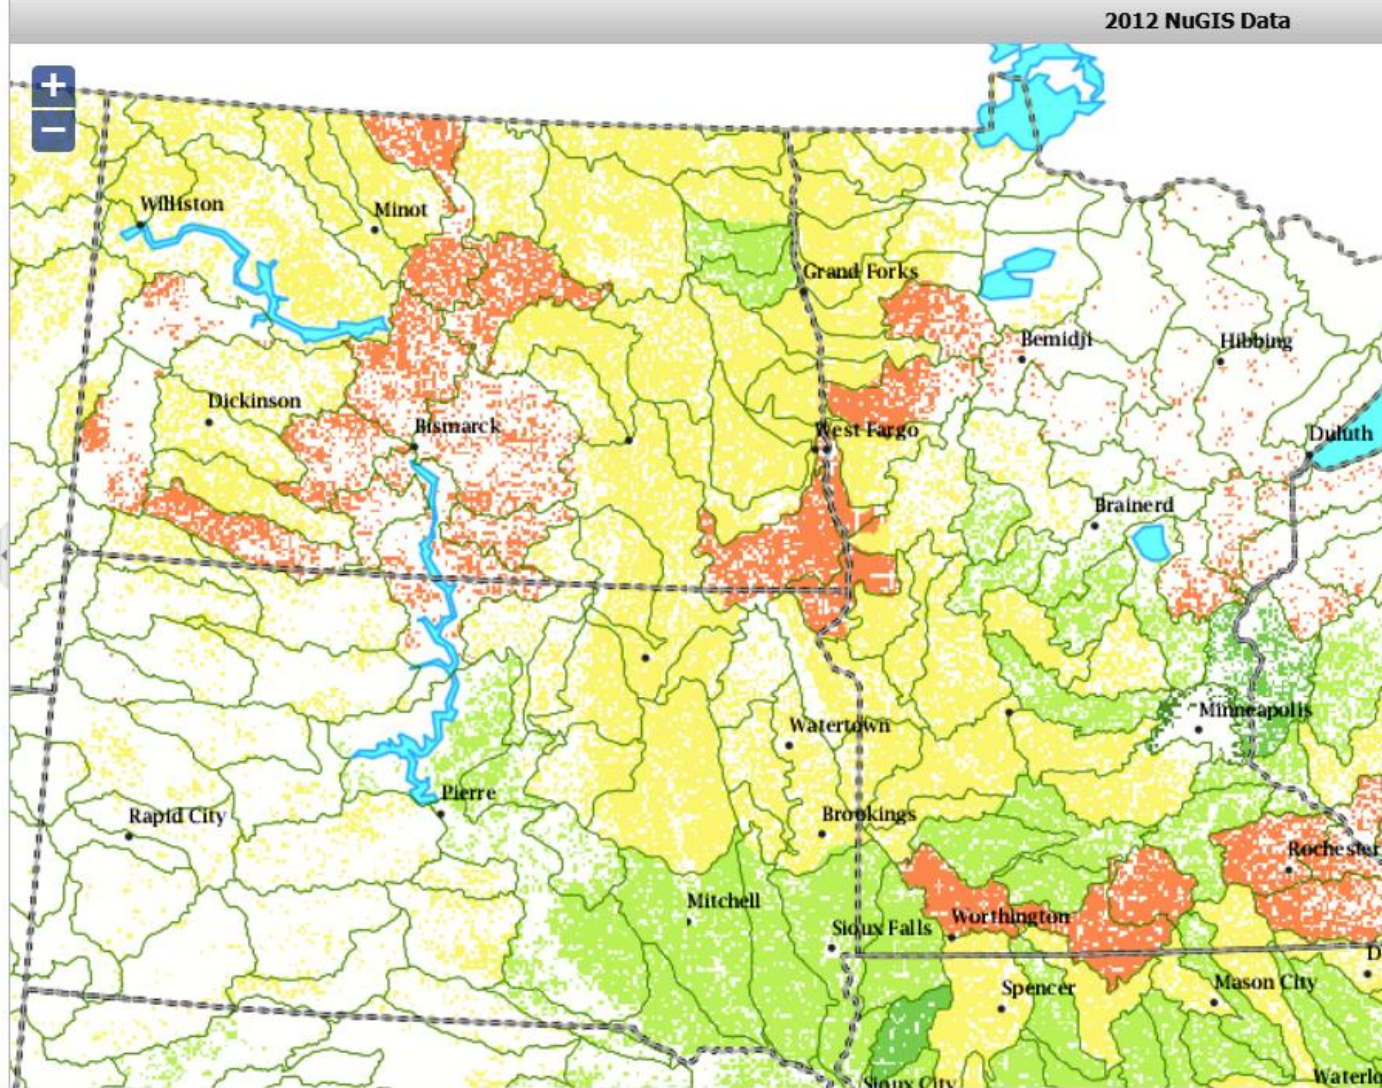 2012 NuGIS Data
+
−
Williston
Minot
Grand Forks
Bemidji
Hibbing
Dickinson
Bismarck
West Fargo
Duluth
Brainerd
Minneapolis
Watertown
Pierre
Rapid City
Brookings
Rochester
Mitchell
Worthington
Sioux Falls
D
Spencer
Mason City
Sioux City
Waterlo